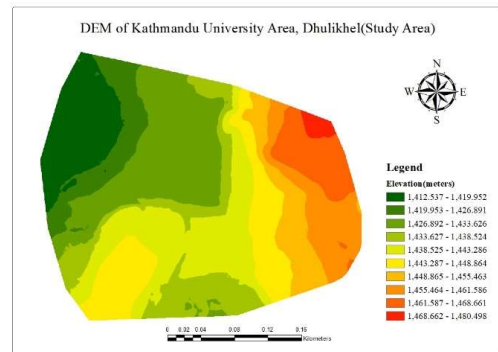 DEM of Kathmandu University Area, Dhulikhel(Study Area)
N
W E
S
Legend
Elevation(meters)
1,412.537 - 1,419.952
1,419.953 - 1,426.891
1,426.892 - 1,433.626
1,433.627 - 1,438.524
1,438.525 - 1,443.286
1,443.287 - 1,448.864
1,448.865 - 1,455.463
1,455.464 - 1,461.586
1,461.587 - 1,468.661
1,468.662 - 1,480.498
0 0.02 0.04 0.08 0.12 0.16
Kilometers